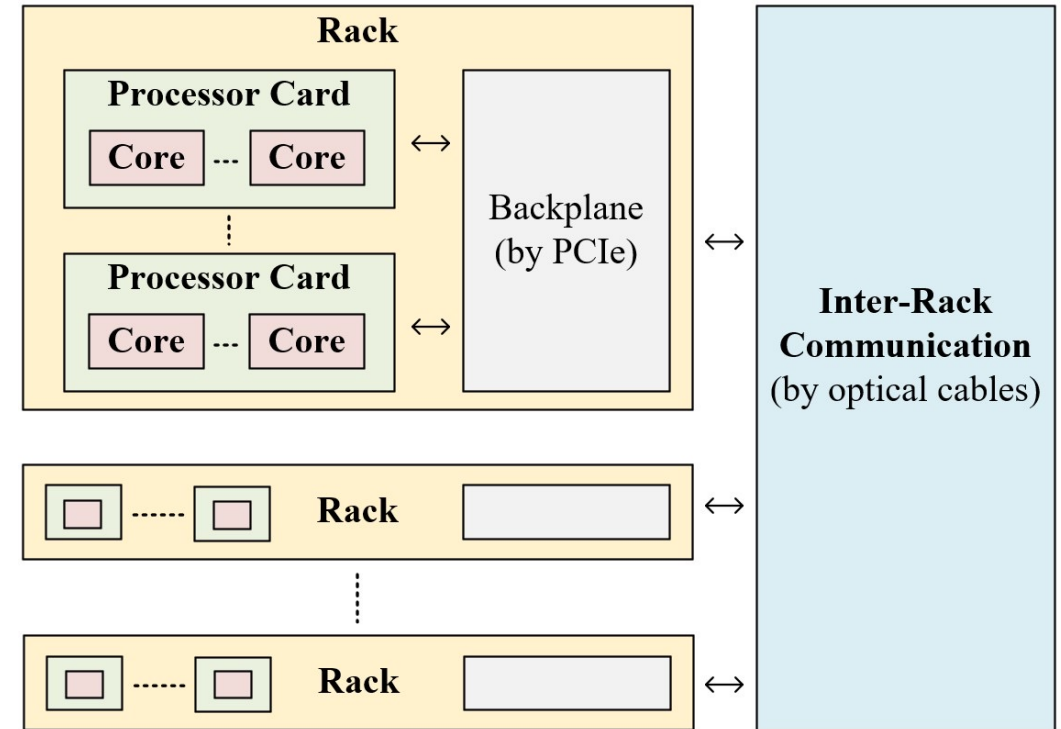 Rack
Processor Card
Core ... Core
Processor Card
Core ... Core
Backplane
(by PCIe)
Inter-Rack
Communication
(by optical cables)
Rack
Rack